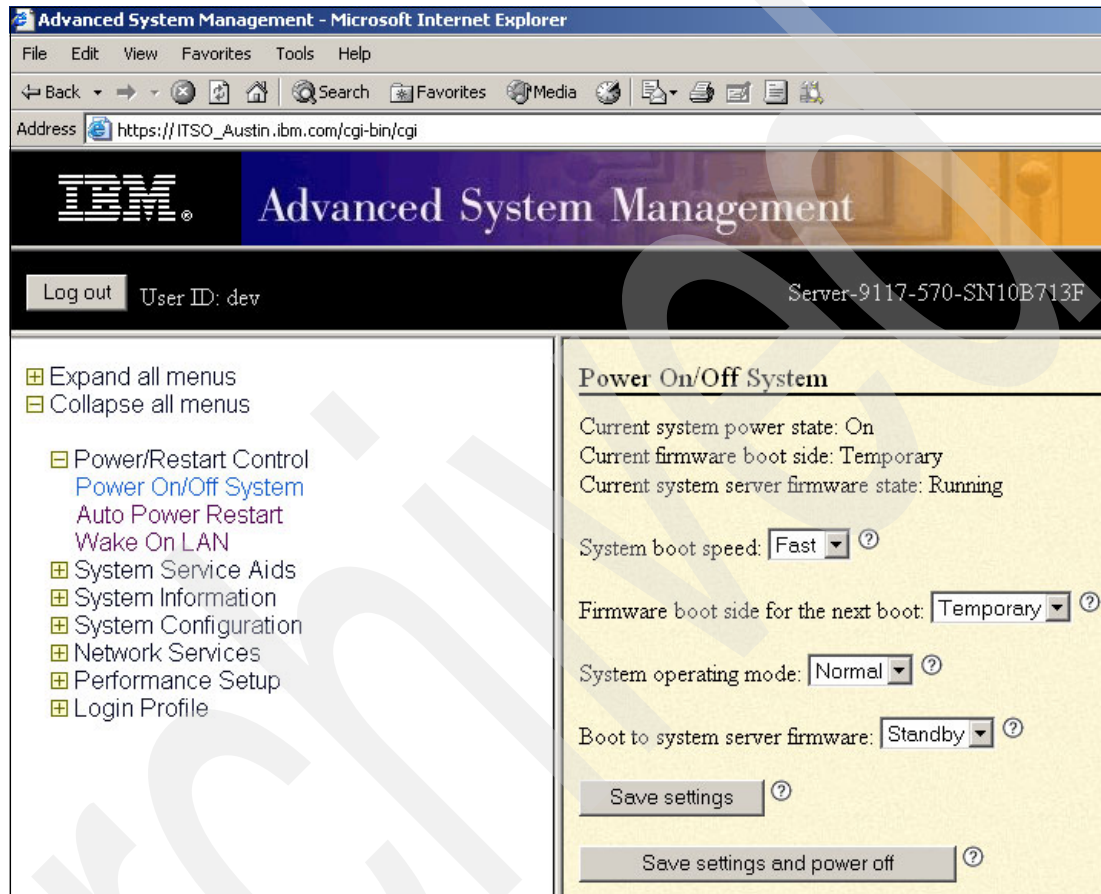 Advanced System Management - Microsoft Internet Explorer
File Edit View Favorites Tools Help
Back Search Favorites Media
Address https://ITSO_Austin.ibm.com/cgi-bin/cgi
IBM® Advanced System Management
Log out User ID: dev Server-9117-570-SN10B713F
Expand all menus
Collapse all menus
Power/Restart Control
Power On/Off System
Auto Power Restart
Wake On LAN
System Service Aids
System Information
System Configuration
Network Services
Performance Setup
Login Profile
Power On/Off System
Current system power state: On
Current firmware boot side: Temporary
Current system server firmware state: Running
System boot speed: Fast ?
Firmware boot side for the next boot: Temporary ?
System operating mode: Normal ?
Boot to system server firmware: Standby ?
Save settings ?
Save settings and power off ?